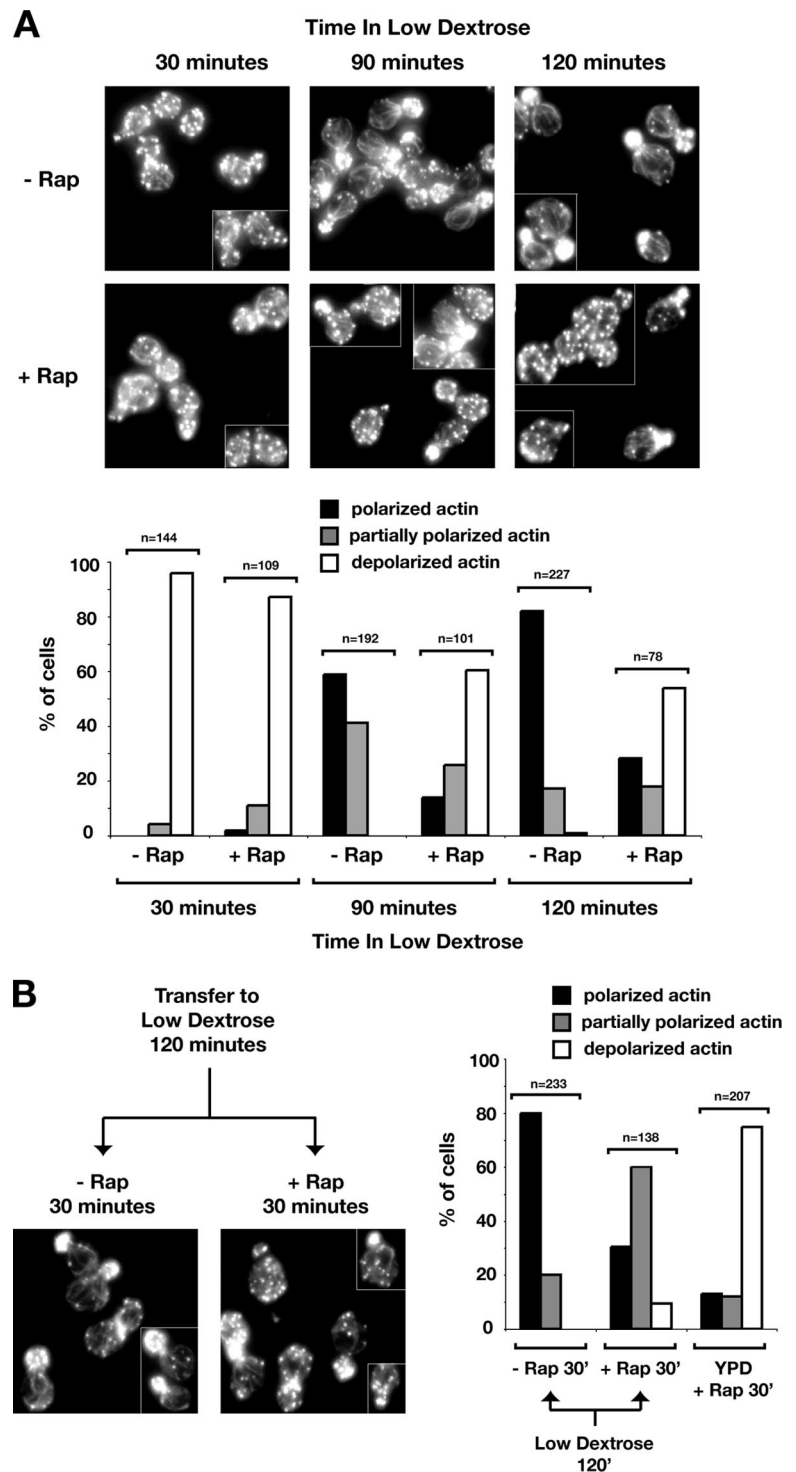 A
Time In Low Dextrose
30 minutes 90 minutes 120 minutes
- Rap
+ Rap
polarized actin
partially polarized actin
depolarized actin
n=144
n=109
n=192
n=101
n=227
n=78
% of cells
100
80
60
40
20
0
- Rap + Rap - Rap + Rap - Rap + Rap
30 minutes 90 minutes 120 minutes
Time In Low Dextrose
B
Transfer to
Low Dextrose
120 minutes
- Rap
30 minutes
+ Rap
30 minutes
polarized actin
partially polarized actin
depolarized actin
n=233
n=138
n=207
% of cells
100
80
60
40
20
0
- Rap 30' + Rap 30' YPD
+ Rap 30'
Low Dextrose
120'